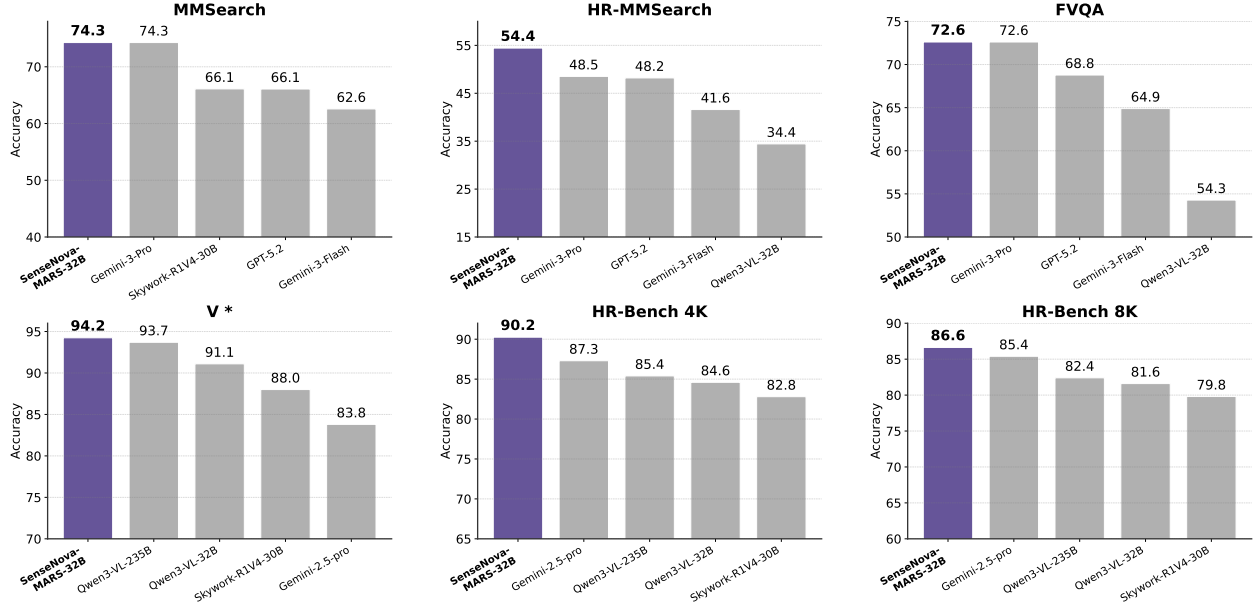 MMSearch
Accuracy
70
60
50
40
74.3
74.3
66.1
66.1
62.6
SenseNova-
MARS-32B
Gemini-3-Pro
Skywork-R1V4-30B
GPT-5.2
Gemini-3-Flash
HR-MMSearch
Accuracy
55
45
35
25
15
54.4
48.5
48.2
41.6
34.4
SenseNova-
MARS-32B
Gemini-3-Pro
GPT-5.2
Gemini-3-Flash
Qwen3-VL-32B
FVQA
Accuracy
75
70
65
60
55
50
72.6
72.6
68.8
64.9
54.3
SenseNova-
MARS-32B
Gemini-3-Pro
GPT-5.2
Gemini-3-Flash
Qwen3-VL-32B
V *
Accuracy
95
90
85
80
75
70
94.2
93.7
91.1
88.0
83.8
SenseNova-
MARS-32B
Qwen3-VL-235B
Qwen3-VL-32B
Skywork-R1V4-30B
Gemini-2.5-pro
HR-Bench 4K
Accuracy
90
85
80
75
70
65
90.2
87.3
85.4
84.6
82.8
SenseNova-
MARS-32B
Gemini-2.5-pro
Qwen3-VL-235B
Qwen3-VL-32B
Skywork-R1V4-30B
HR-Bench 8K
Accuracy
90
85
80
75
70
65
60
86.6
85.4
82.4
81.6
79.8
SenseNova-
MARS-32B
Gemini-2.5-pro
Qwen3-VL-235B
Qwen3-VL-32B
Skywork-R1V4-30B